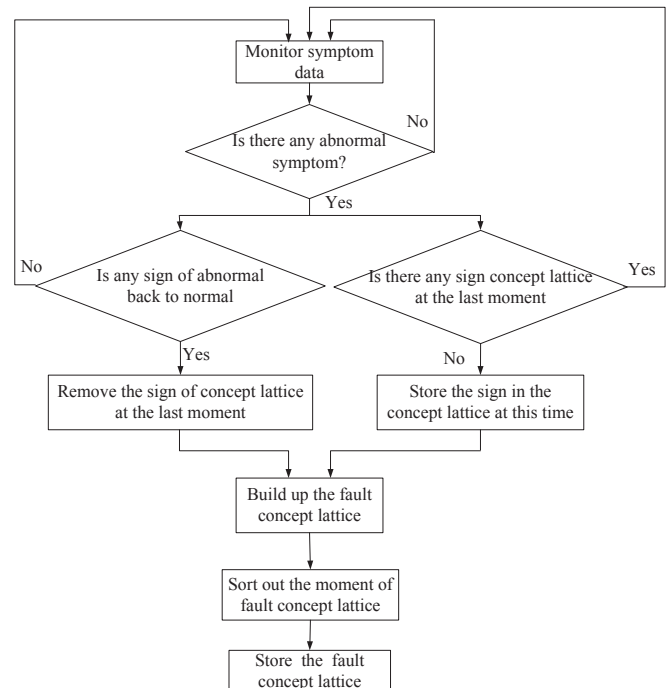 Monitor symptom
data
No
Is there any abnormal
symptom?
Yes
No
Is any sign of abnormal
back to normal
Is there any sign concept lattice
at the last moment
Yes
Yes
No
Remove the sign of concept lattice
at the last moment
Store the sign in the
concept lattice at this time
Build up the fault
concept lattice
Sort out the moment of
fault concept lattice
Store the fault
concept lattice